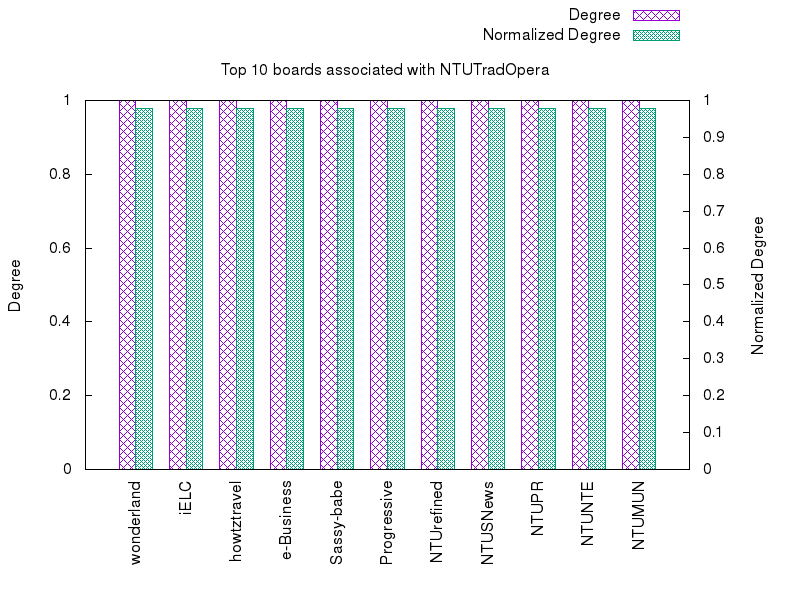 Degree
Normalized Degree
Top 10 boards associated with NTUTradOpera
1
0.8
0.6
0.4
0.2
0
1
0.9
0.8
0.7
0.6
0.5
0.4
0.3
0.2
0.1
0
Degree
Normalized Degree
wonderland
iELC
howtztravel
e-Business
Sassy-babe
Progressive
NTUrefined
NTUSNews
NTUPR
NTUNTE
NTUMUN